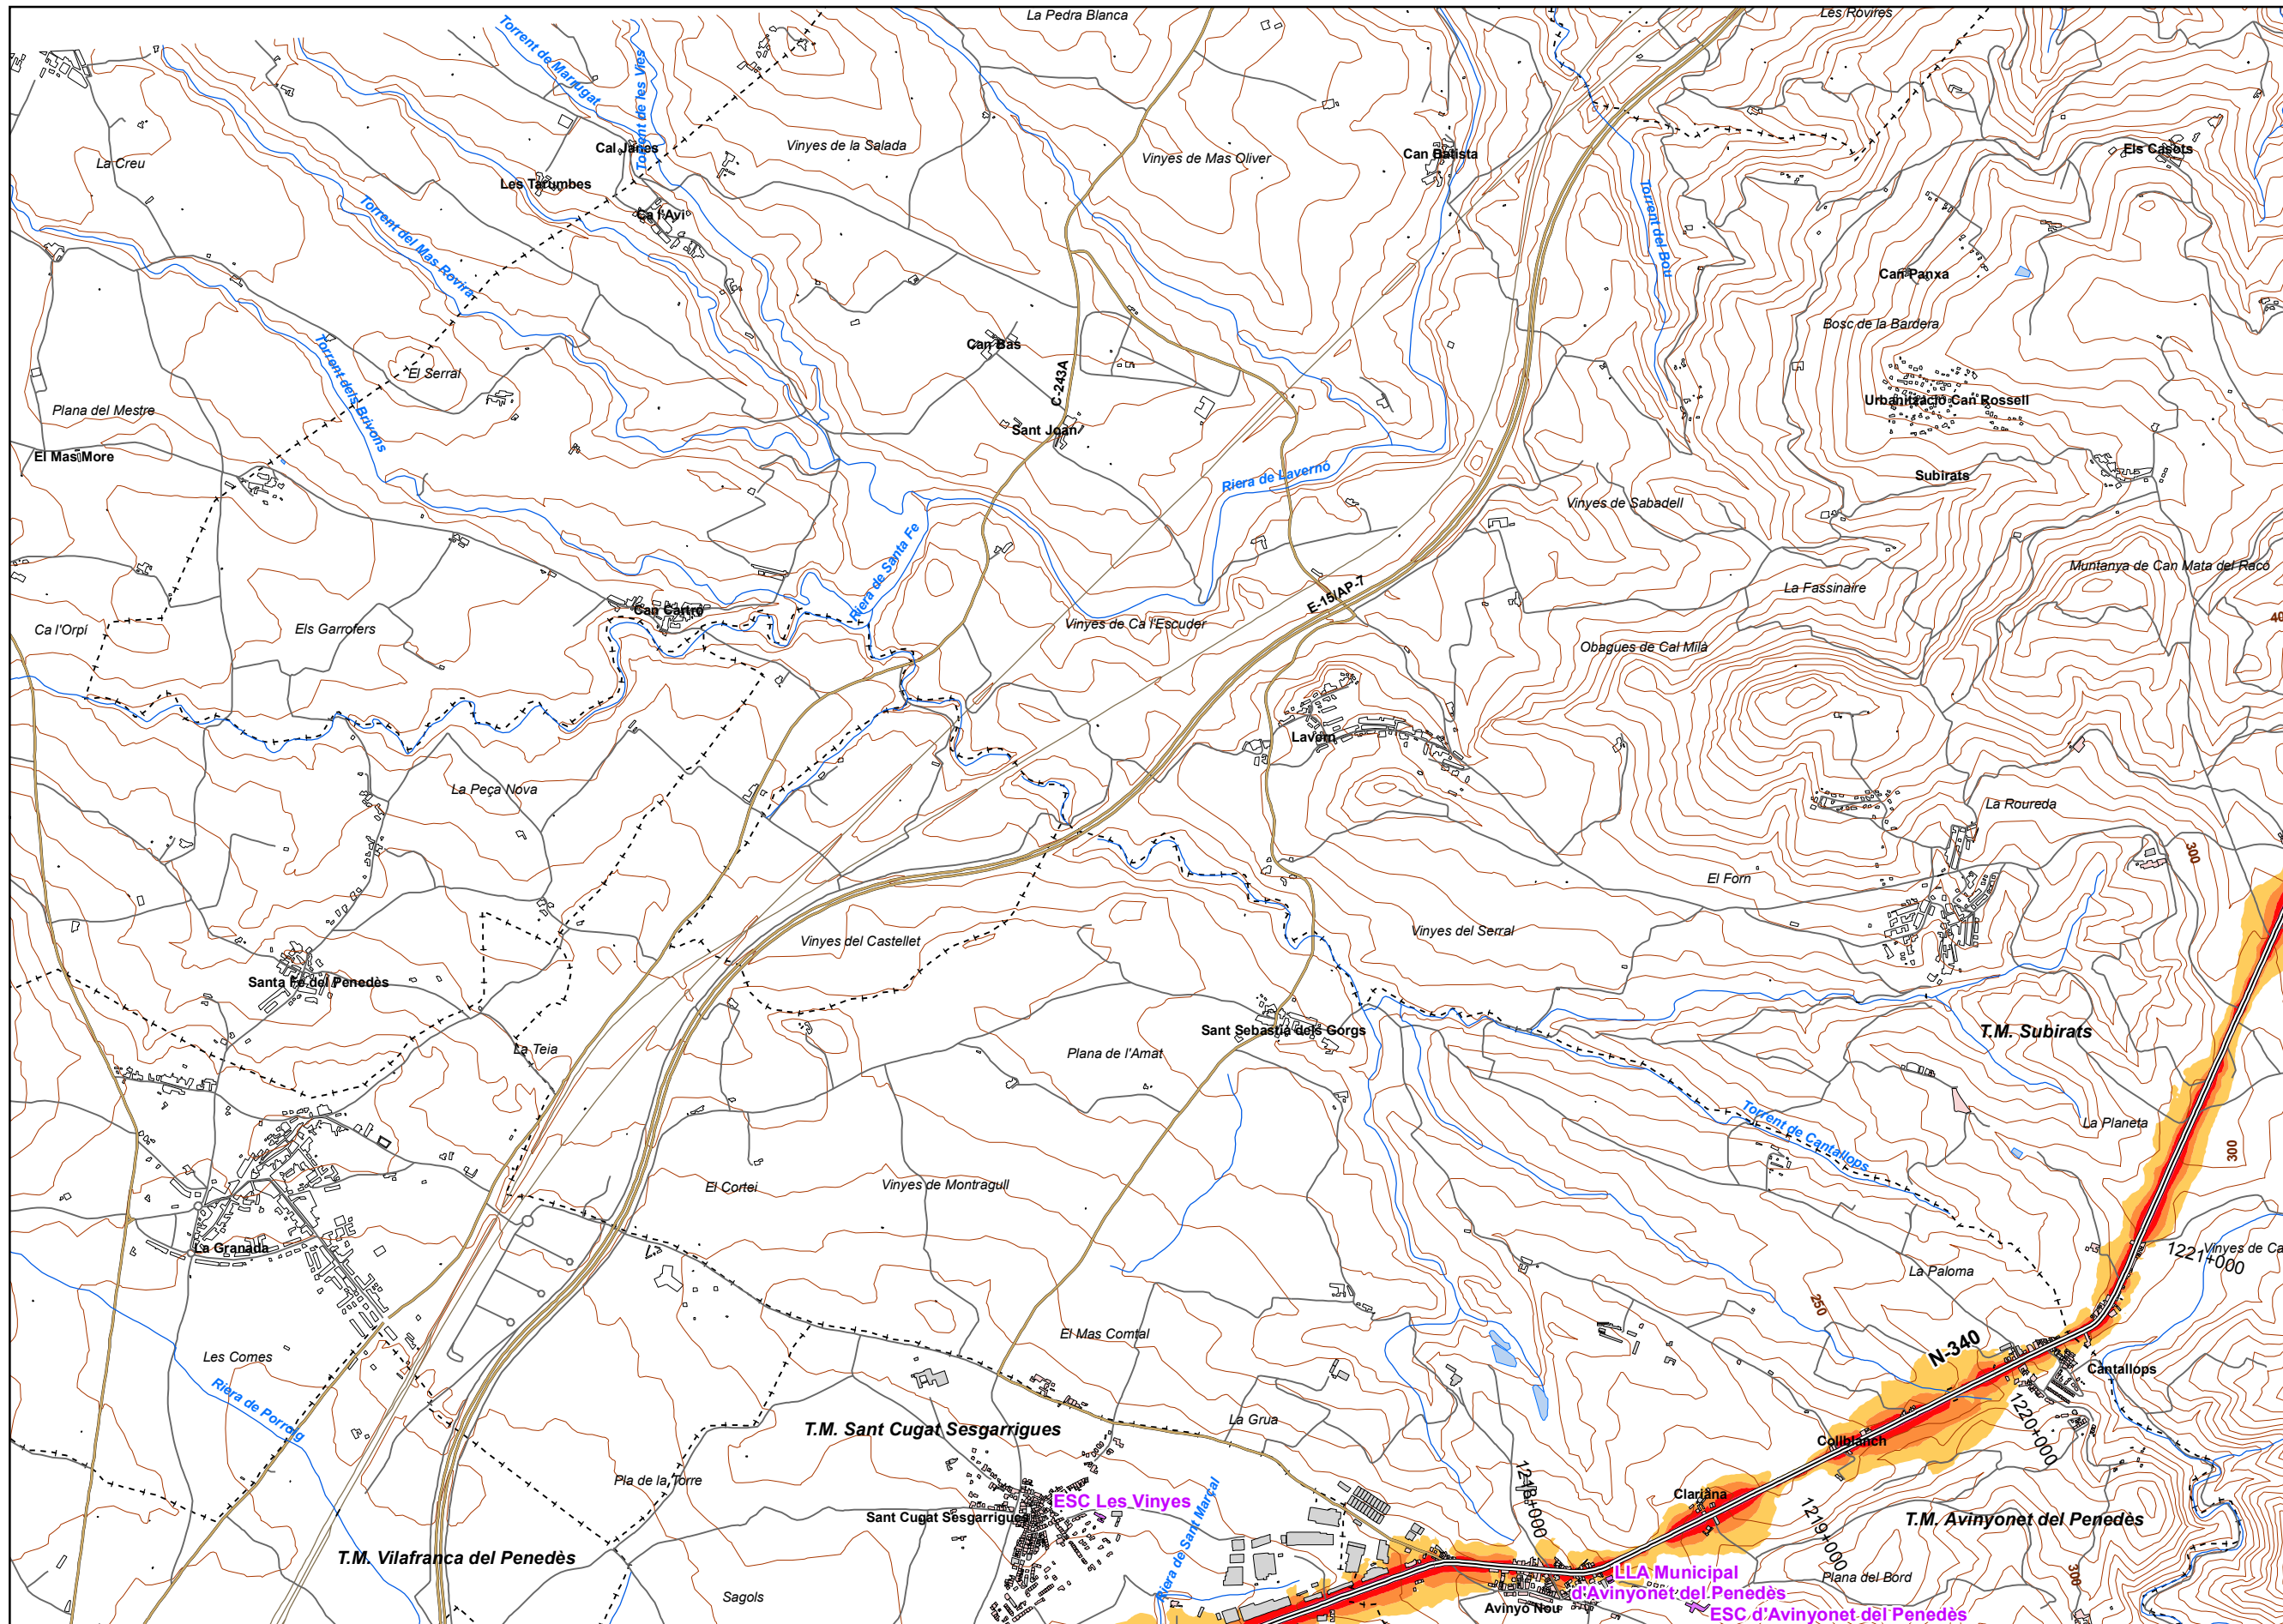 La Pedra Blanca
Les Rovires
Torrent de Marrugat
Torrent de les Vies
La Creu
Cal Janes
Vinyes de la Salada
Vinyes de Mas Oliver
Can Batista
Els Casots
Les Tarumbes
Ca l'Avi
Torrent del Mas Rovira
Torrent del Bou
Can Panxa
Bosc de la Bardera
Torrent dels Brivons
El Serral
Can Bas
C-243A
Plana del Mestre
Urbanització Can Rossell
Sant Joan
El Mas More
Riera de Lavernó
Subirats
Vinyes de Sabadell
Riera de Santa Fe
Muntanya de Can Mata del Racó
E-15/AP-7
La Fassinaire
Can Cartró
Ca l'Orpí
Els Garrofers
Vinyes de Ca l'Escuder
40
Obagues de Cal Milà
Lavern
La Peça Nova
La Roureda
300
El Forn
Vinyes del Castellet
Vinyes del Serral
Santa Fe del Penedès
Sant Sebastià dels Gorgs
T.M. Subirats
La Teia
Plana de l'Amat
Torrent de Cantallops
La Planeta
300
El Cortei
Vinyes de Montragull
La Granada
1221+000
Vinyes de Ca
La Paloma
250
El Mas Comtal
N-340
Les Comes
Cantallops
Riera de Porroig
1220+000
La Grua
T.M. Sant Cugat Sesgarrigues
Collblanch
Pla de la Torre
1218+000
Clariana
ESC Les Vinyes
Sant Cugat Sesgarrigues
Riera de Sant Marçal
1219+000
T.M. Avinyonet del Penedès
T.M. Vilafranca del Penedès
LLA Municipal
d'Avinyonet del Penedès
Plana del Bord
300
Sagols
Avinyó Nou
ESC d'Avinyonet del Penedès